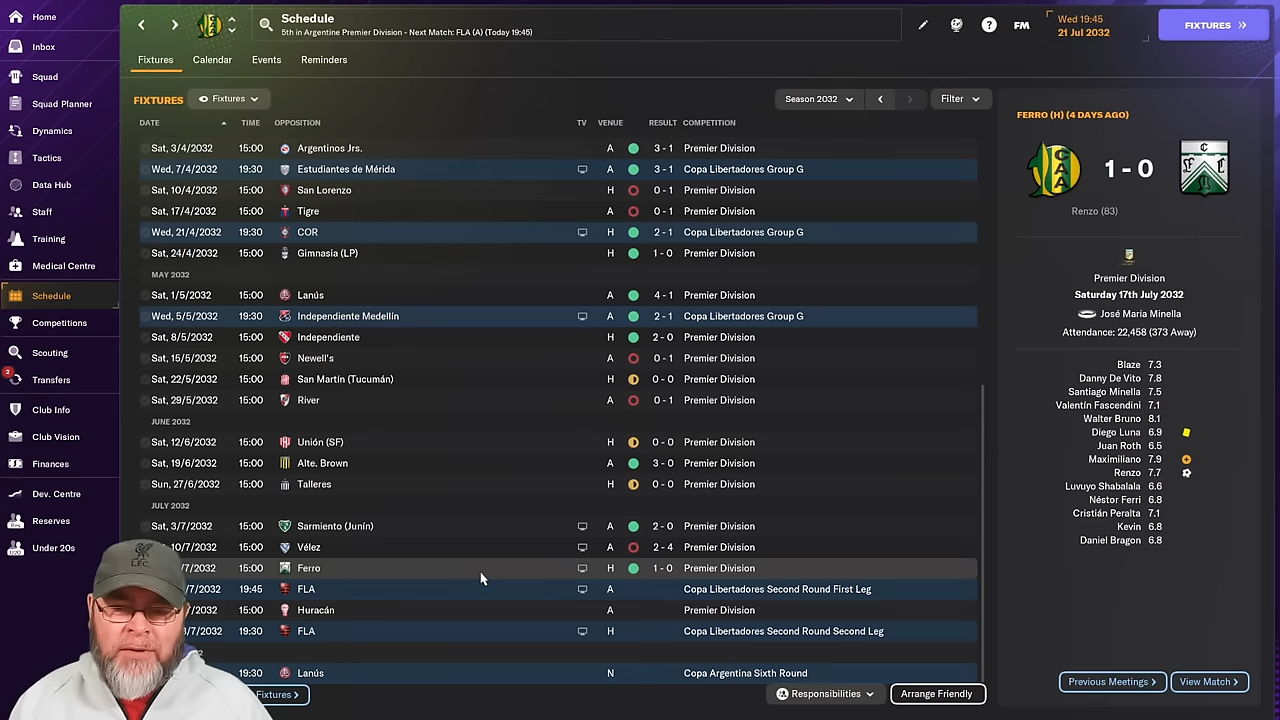 Home
Inbox
Squad
Squad Planner
Dynamics
Tactics
Data Hub
Staff
Training
Medical Centre
Schedule
Competitions
Scouting
2
Transfers
Club Info
Club Vision
Finances
Dev. Centre
Reserves
Under 20s
Schedule
5th in Argentine Premier Division - Next Match: FLA (A) (Today 19:45)
FM
Wed 19:45
21 Jul 2032
FIXTURES
Fixtures Calendar Events Reminders
FIXTURES Fixtures Season 2032 Filter
DATE TIME OPPOSITION TV VENUE RESULT COMPETITION
Sat, 3/4/2032 15:00 Argentinos Jrs. A 3 - 1 Premier Division
Wed, 7/4/2032 19:30 Estudiantes de Mérida A 3 - 1 Copa Libertadores Group G
Sat, 10/4/2032 15:00 San Lorenzo H 0 - 1 Premier Division
Sat, 17/4/2032 15:00 Tigre A 0 - 1 Premier Division
Wed, 21/4/2032 19:30 COR H 2 - 1 Copa Libertadores Group G
Sat, 24/4/2032 15:00 Gimnasia (LP) H 1 - 0 Premier Division
MAY 2032
Sat, 1/5/2032 15:00 Lanús A 4 - 1 Premier Division
Wed, 5/5/2032 19:30 Independiente Medellín A 2 - 1 Copa Libertadores Group G
Sat, 8/5/2032 15:00 Independiente H 2 - 0 Premier Division
Sat, 15/5/2032 15:00 Newell's A 0 - 1 Premier Division
Sat, 22/5/2032 15:00 San Martín (Tucumán) H 0 - 0 Premier Division
Sat, 29/5/2032 15:00 River A 0 - 1 Premier Division
JUNE 2032
Sat, 12/6/2032 15:00 Unión (SF) H 0 - 0 Premier Division
Sat, 19/6/2032 15:00 Alte. Brown A 3 - 0 Premier Division
Sun, 27/6/2032 15:00 Talleres H 0 - 0 Premier Division
JULY 2032
Sat, 3/7/2032 15:00 Sarmiento (Junín) A 2 - 0 Premier Division
10/7/2032 15:00 Vélez A 2 - 4 Premier Division
/7/2032 15:00 Ferro H 1 - 0 Premier Division
/7/2032 19:45 FLA A Copa Libertadores Second Round First Leg
/7/2032 15:00 Huracán A Premier Division
/7/2032 19:30 FLA H Copa Libertadores Second Round Second Leg
19:30 Lanús N Copa Argentina Sixth Round
Fixtures Responsibilities Arrange Friendly
FERRO (H) (4 DAYS AGO)
CAA
1 - 0
C
F L E
Renzo (83)
Premier Division
Saturday 17th July 2032
José María Minella
Attendance: 22,458 (373 Away)
Blaze 7.3
Danny De Vito 7.8
Santiago Minella 7.5
Valentín Fascendini 7.1
Walter Bruno 8.1
Diego Luna 6.9
Juan Roth 6.5
Maximiliano 7.9
Renzo 7.7
Luvuyo Shabalala 6.6
Néstor Ferri 6.8
Cristián Peralta 7.1
Kevin 6.8
Daniel Bragon 6.8
Previous Meetings View Match
L.F.C.